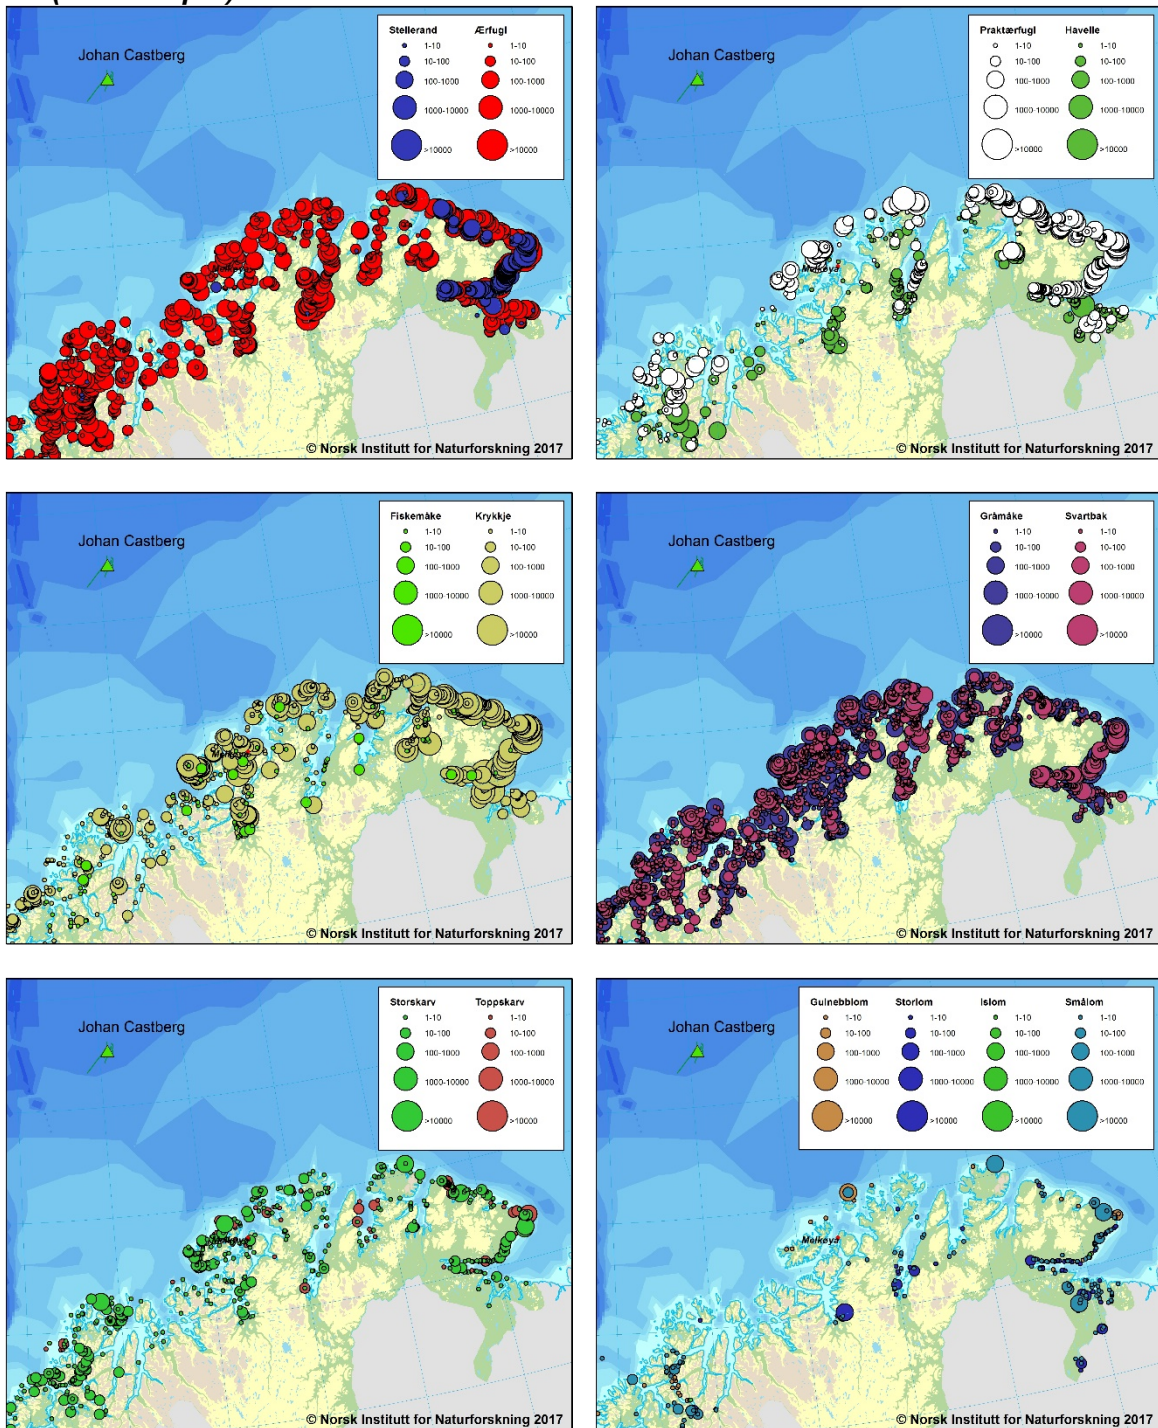 Stellerand Ærfugl
1-10 1-10
10-100 10-100
100-1000 100-1000
1000-10000 1000-10000
>10000 >10000
Johan Castberg
Melkøya
© Norsk Institutt for Naturforskning 2017
Praktærfugl Havelle
1-10 1-10
10-100 10-100
100-1000 100-1000
1000-10000 1000-10000
>10000 >10000
Johan Castberg
Melkøya
© Norsk Institutt for Naturforskning 2017
Fiskemåke Krykkje
1-10 1-10
10-100 10-100
100-1000 100-1000
1000-10000 1000-10000
>10000 >10000
Johan Castberg
Melkøya
© Norsk Institutt for Naturforskning 2017
Gråmåke Svartbak
1-10 1-10
10-100 10-100
100-1000 100-1000
1000-10000 1000-10000
>10000 >10000
Johan Castberg
Melkøya
© Norsk Institutt for Naturforskning 2017
Storskarv Toppskarv
1-10 1-10
10-100 10-100
100-1000 100-1000
1000-10000 1000-10000
>10000 >10000
Johan Castberg
Melkøya
© Norsk Institutt for Naturforskning 2017
Gulnebblom Storlom Islom Smålom
1-10 1-10 1-10 1-10
10-100 10-100 10-100 10-100
100-1000 100-1000 100-1000 100-1000
1000-10000 1000-10000 1000-10000 1000-10000
>10000 >10000 >10000 >10000
Johan Castberg
Melkøya
© Norsk Institutt for Naturforskning 2017